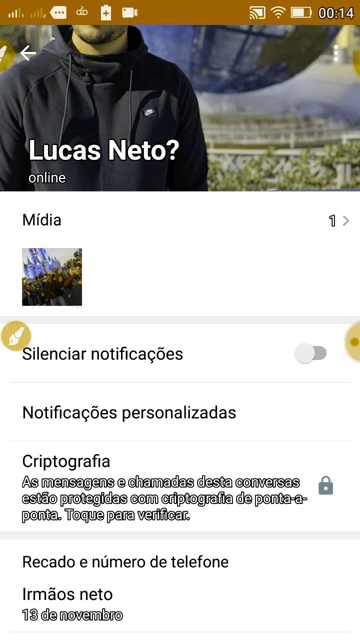 00:14
Lucas Neto?
online
Mídia
1
Silenciar notificações
Notificações personalizadas
Criptografia
As mensagens e chamadas desta conversas
estão protegidas com criptografia de ponta-a-
ponta. Toque para verificar.
Recado e número de telefone
Irmãos neto
13 de novembro